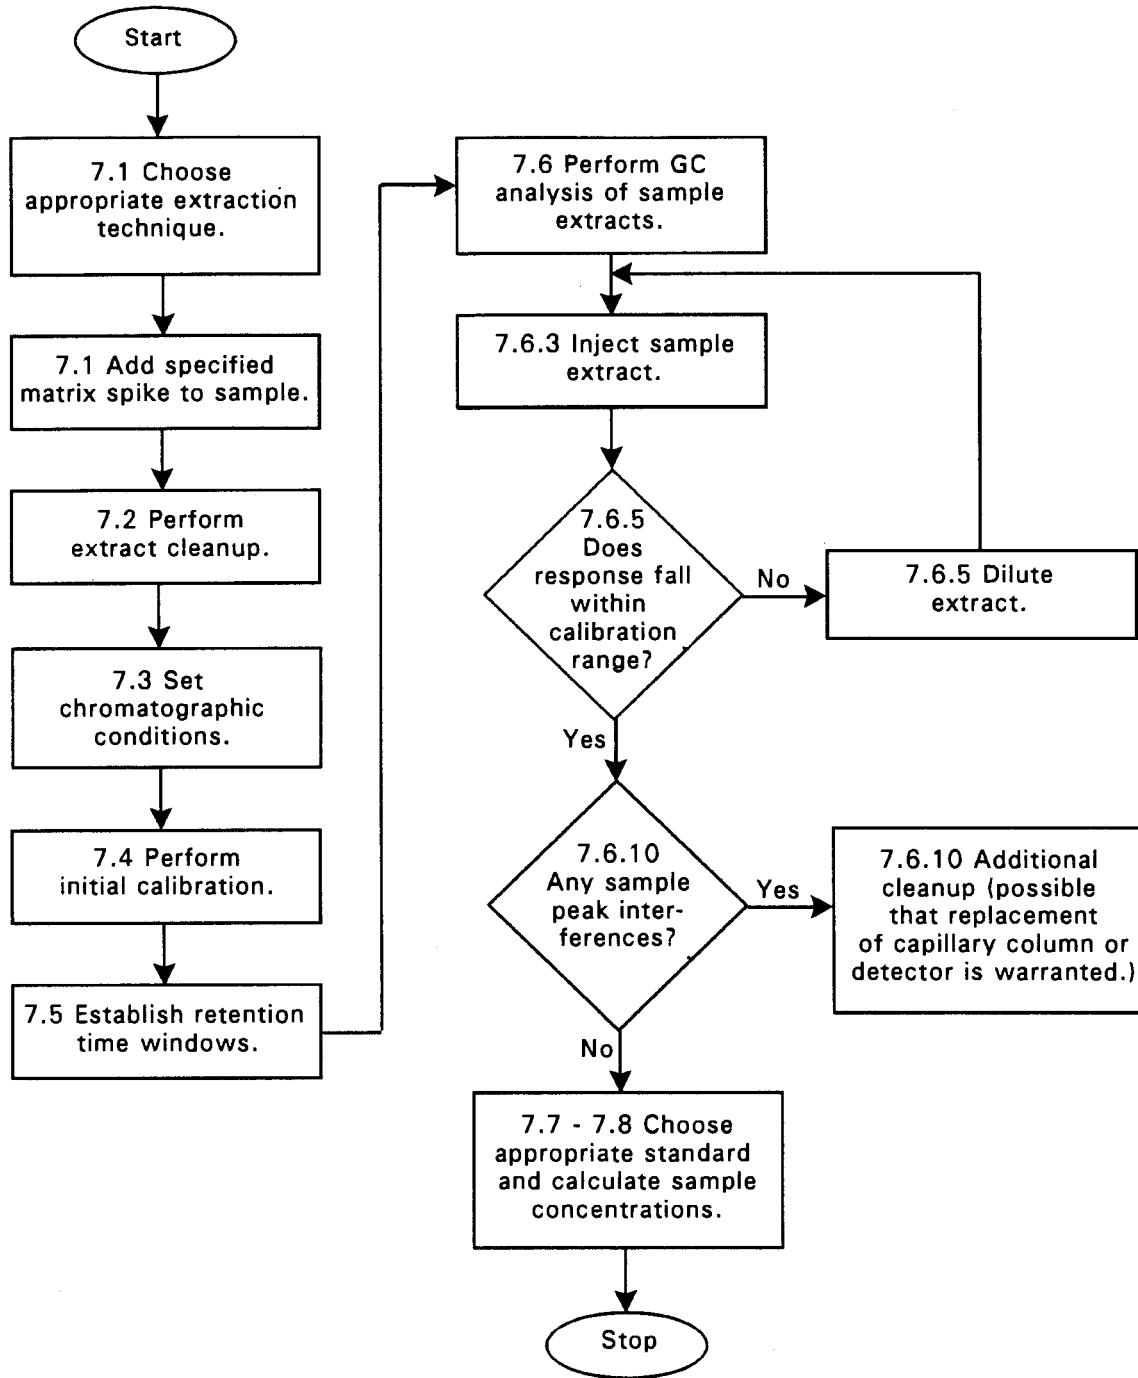 Start
7.1 Choose
appropriate extraction
technique.
7.1 Add specified
matrix spike to sample.
7.2 Perform
extract cleanup.
7.3 Set
chromatographic
conditions.
7.4 Perform
initial calibration.
7.5 Establish retention
time windows.
7.6 Perform GC
analysis of sample
extracts.
7.6.3 Inject sample
extract.
7.6.5
Does
response fall
within
calibration
range?
No
7.6.5 Dilute
extract.
Yes
7.6.10
Any sample
peak inter-
ferences?
Yes
7.6.10 Additional
cleanup (possible
that replacement
of capillary column or
detector is warranted.)
No
7.7 - 7.8 Choose
appropriate standard
and calculate sample
concentrations.
Stop